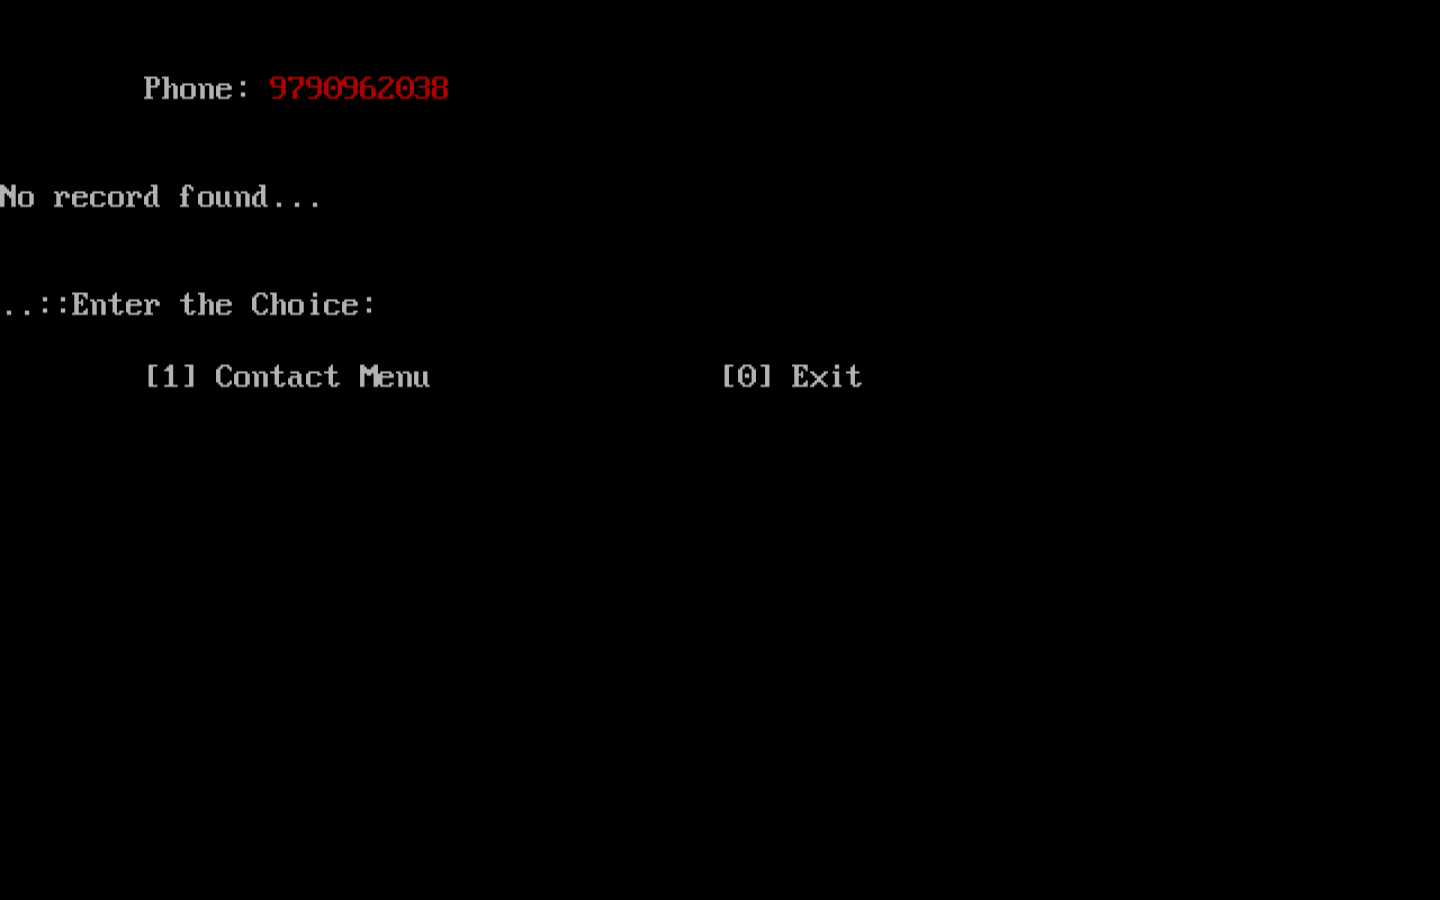 Phone: 9790962038
No record found...
..::Enter the Choice:
[1] Contact Menu [0] Exit